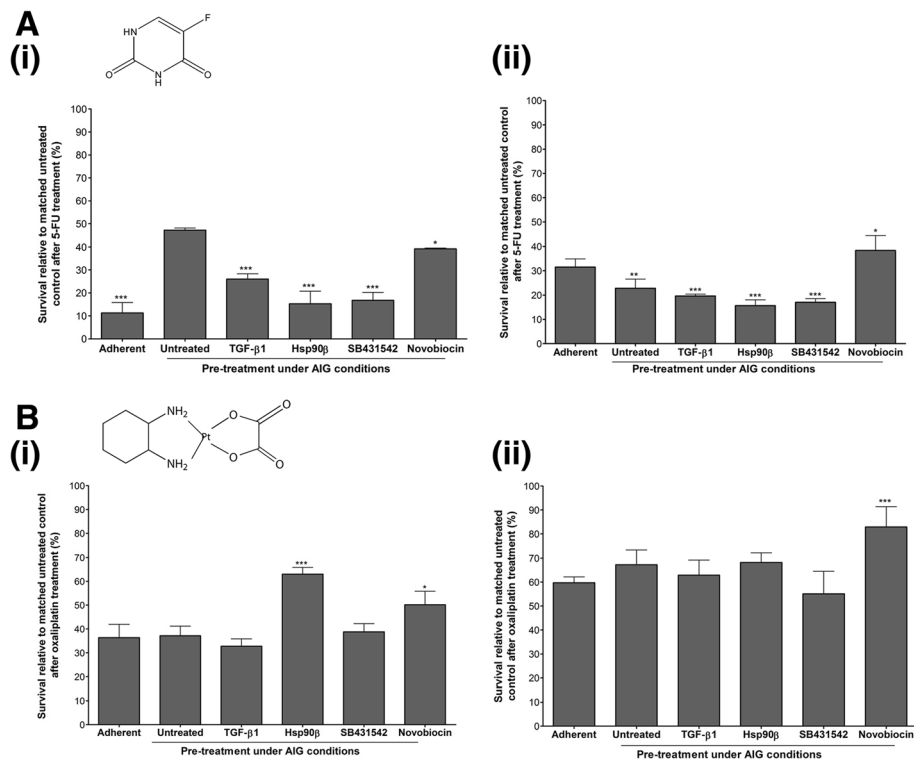 A
(i)
HN
F
O
N
H
O
Srvival relative to matched untreated
control after 5-FU treatment (%)
100
90
80
70
60
50
40
30
20
10
0
***
***
***
***
*
Adherent Untreated TGF-β1 Hsp90β SB431542 Novobiocin
Pre-treatment under AIG conditions
(ii)
Survival relative to matched untreated control
after 5-FU treatment (%)
100
90
80
70
60
50
40
30
20
10
0
**
***
***
***
*
Adherent Untreated TGF-β1 Hsp90β SB431542 Novobiocin
Pre-treatment under AIG conditions
B
(i)
NH2
NH2
Pt
O
O
O
O
Survival relative to matched untreated control
after oxaliplatin treatment (%)
100
90
80
70
60
50
40
30
20
10
0
***
*
Adherent Untreated TGF-β1 Hsp90β SB431542 Novobiocin
Pre-treatment under AIG conditions
(ii)
Survival relative to matched untreated
control after oxaliplatin treatment (%)
100
90
80
70
60
50
40
30
20
10
0
***
Adherent Untreated TGF-β1 Hsp90β SB431542 Novobiocin
Pre-treatment under AIG conditions